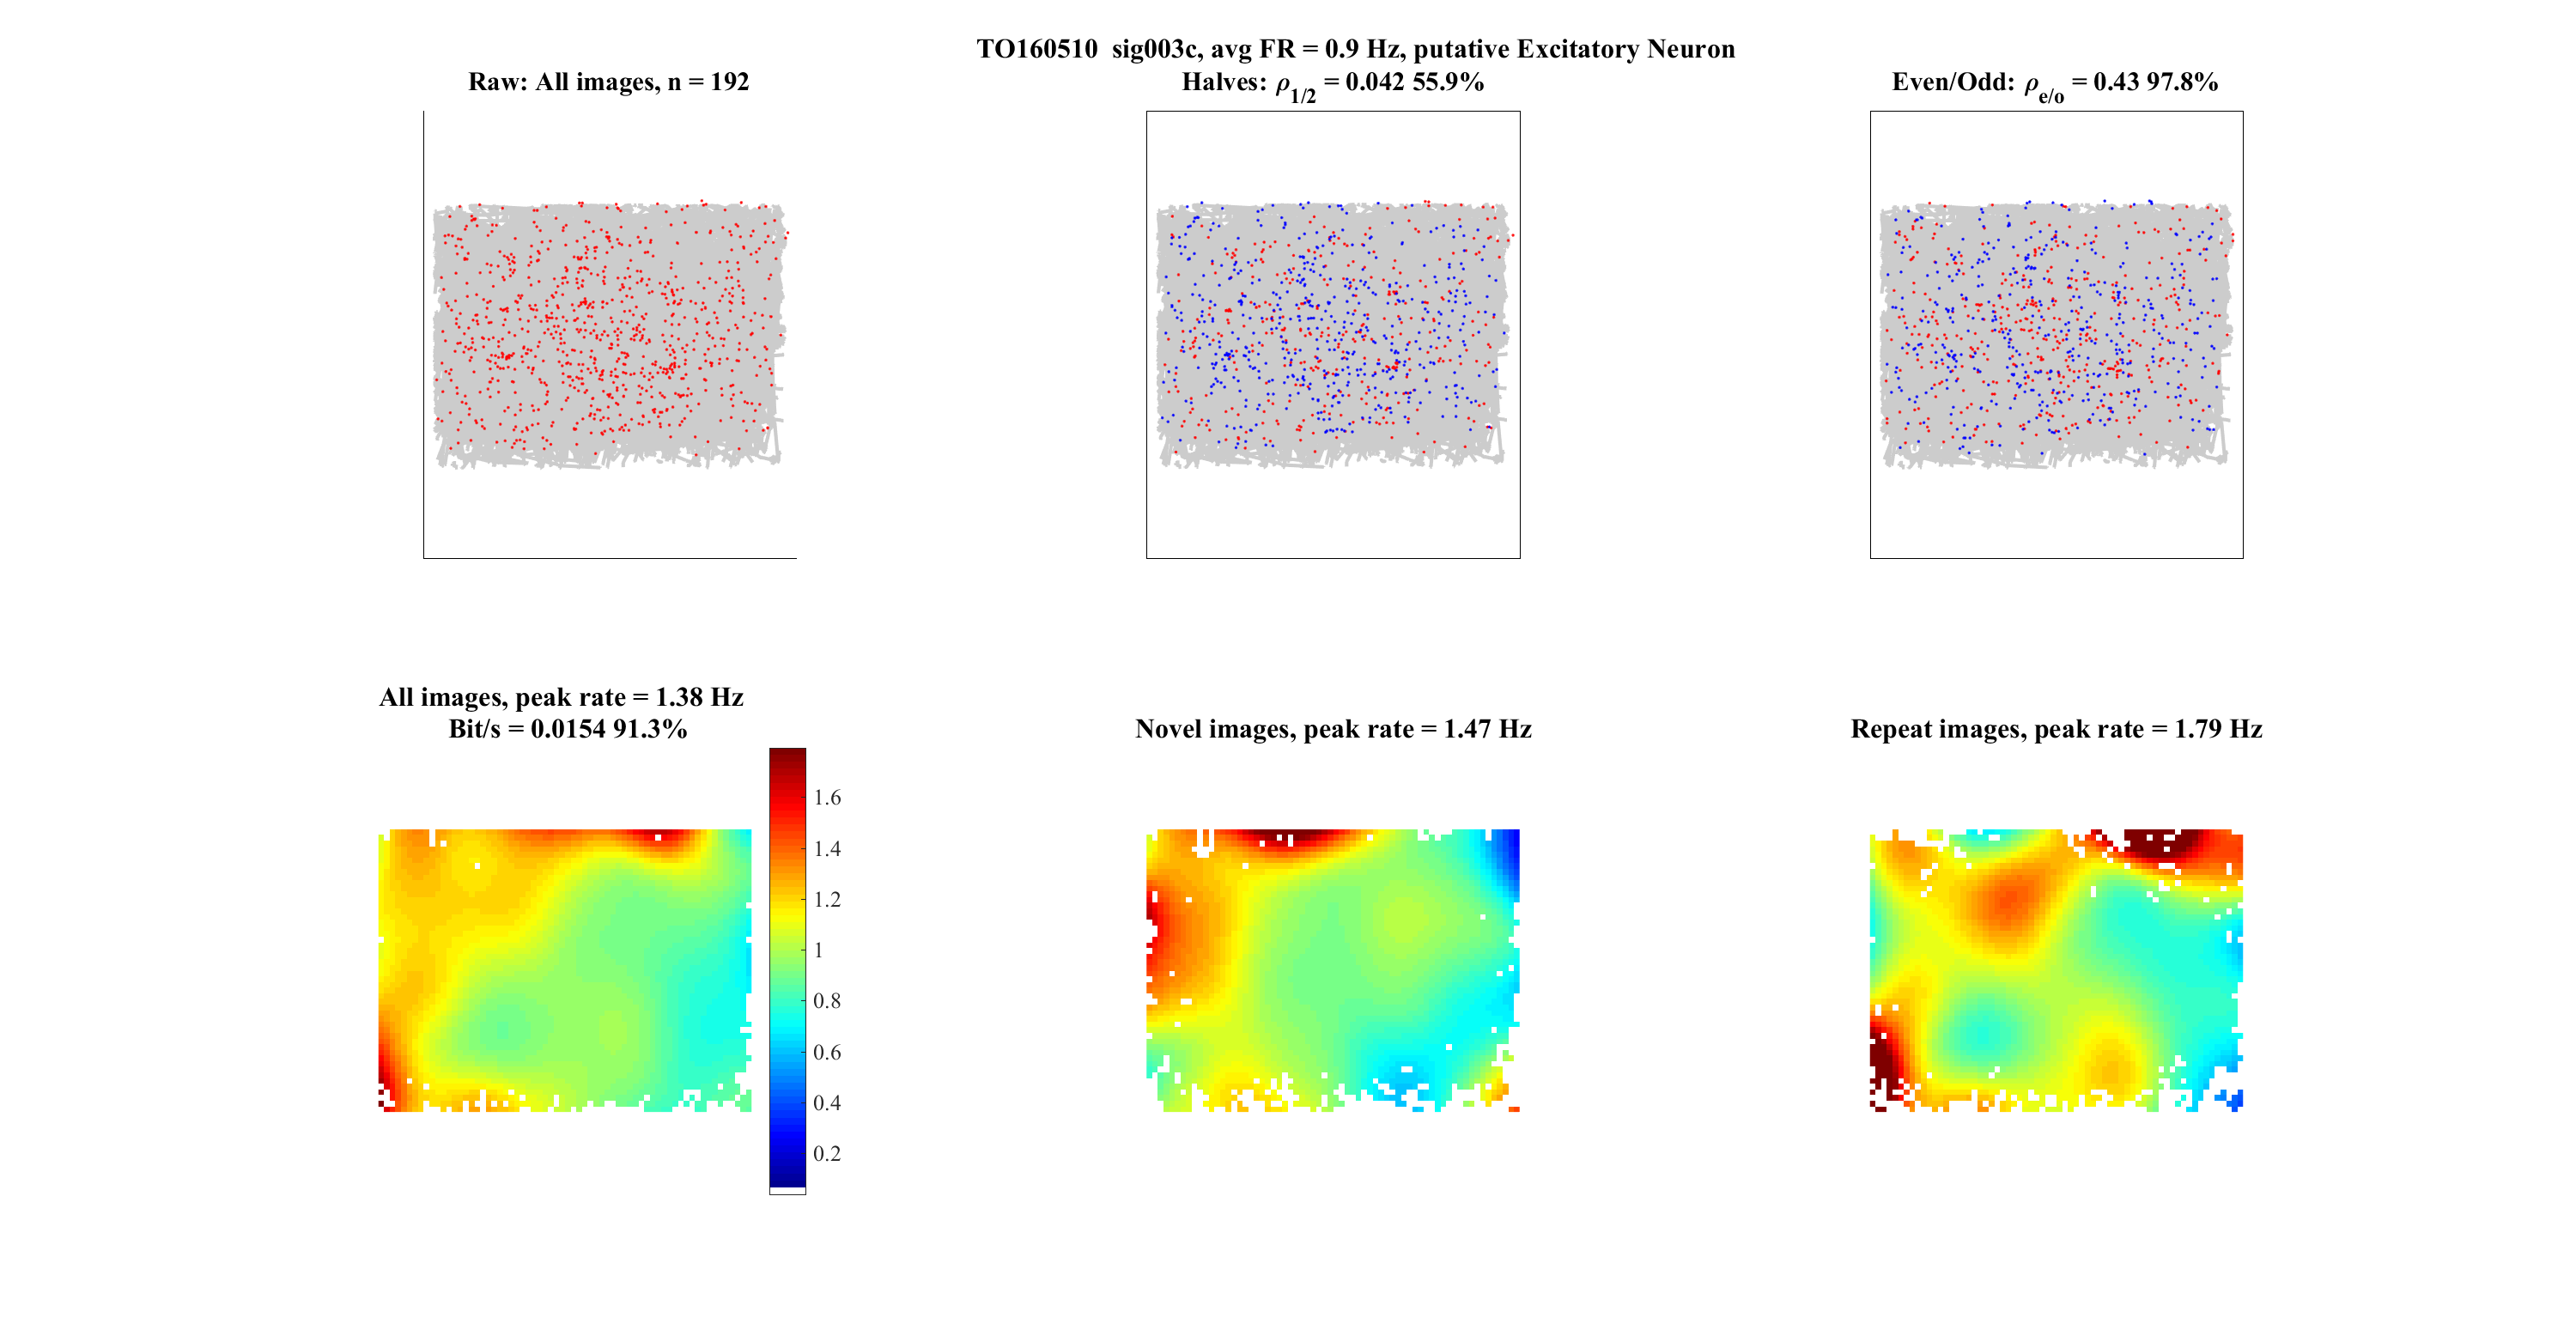 TO160510 sig003c, avg FR = 0.9 Hz, putative Excitatory Neuron
Raw: All images, n = 192
Halves: ρ1/2 = 0.042 55.9%
Even/Odd: ρe/o = 0.43 97.8%
All images, peak rate = 1.38 Hz
Bit/s = 0.0154 91.3%
1.6
1.4
1.2
1
0.8
0.6
0.4
0.2
Novel images, peak rate = 1.47 Hz
Repeat images, peak rate = 1.79 Hz